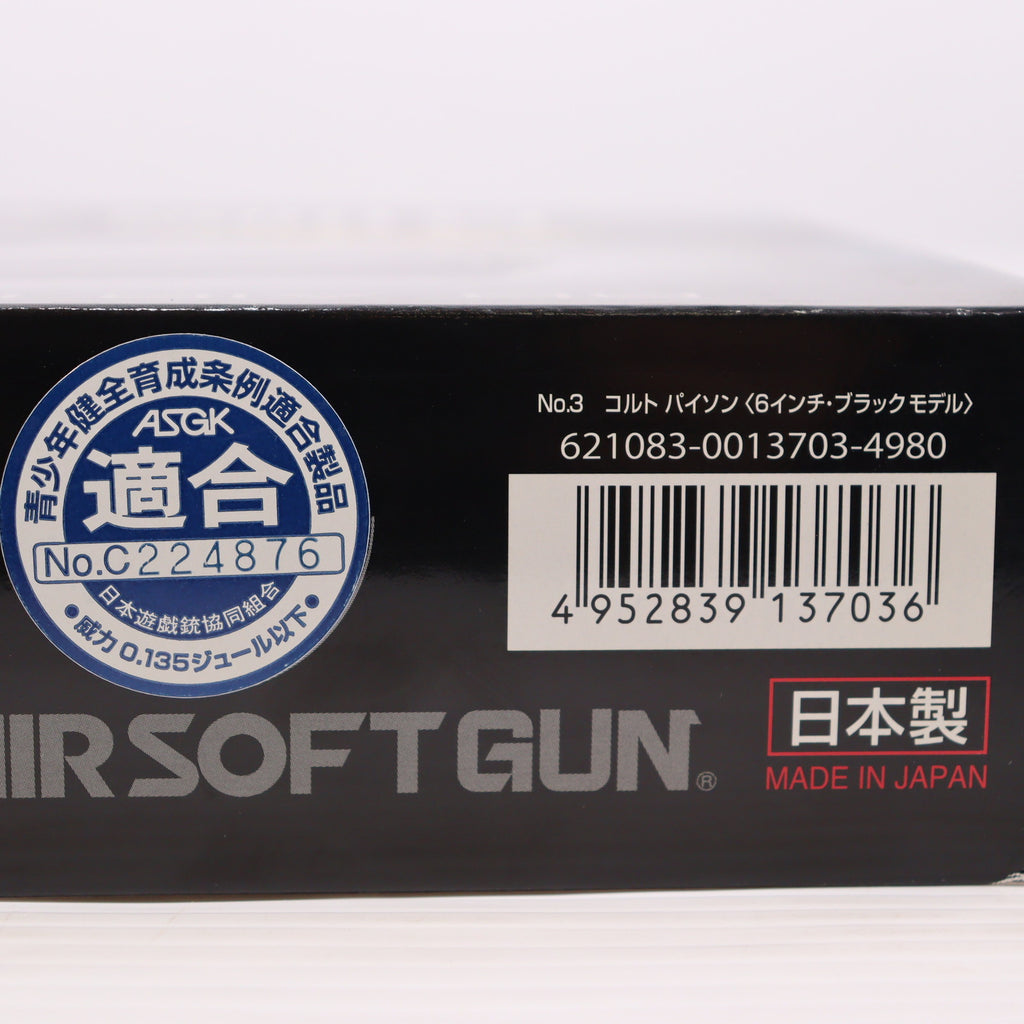 青少年健全育成条例適合製品
ASGK
適合
No.C224876
日本遊戯銃協同組合
• 威力 0.135ジュール以下 •
No.3 コルト パイソン〈6インチ・ブラックモデル〉
621083-0013703-4980
4 952839 137036
AIRSOFT GUN®
日本製
MADE IN JAPAN